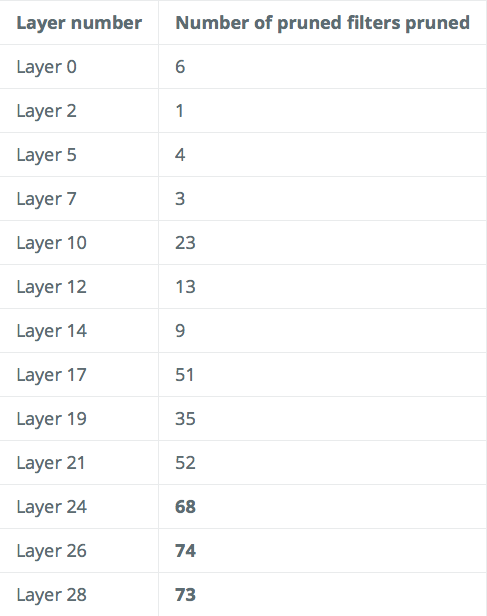 Layer number Number of pruned filters pruned
Layer 0 6
Layer 2 1
Layer 5 4
Layer 7 3
Layer 10 23
Layer 12 13
Layer 14 9
Layer 17 51
Layer 19 35
Layer 21 52
Layer 24 68
Layer 26 74
Layer 28 73